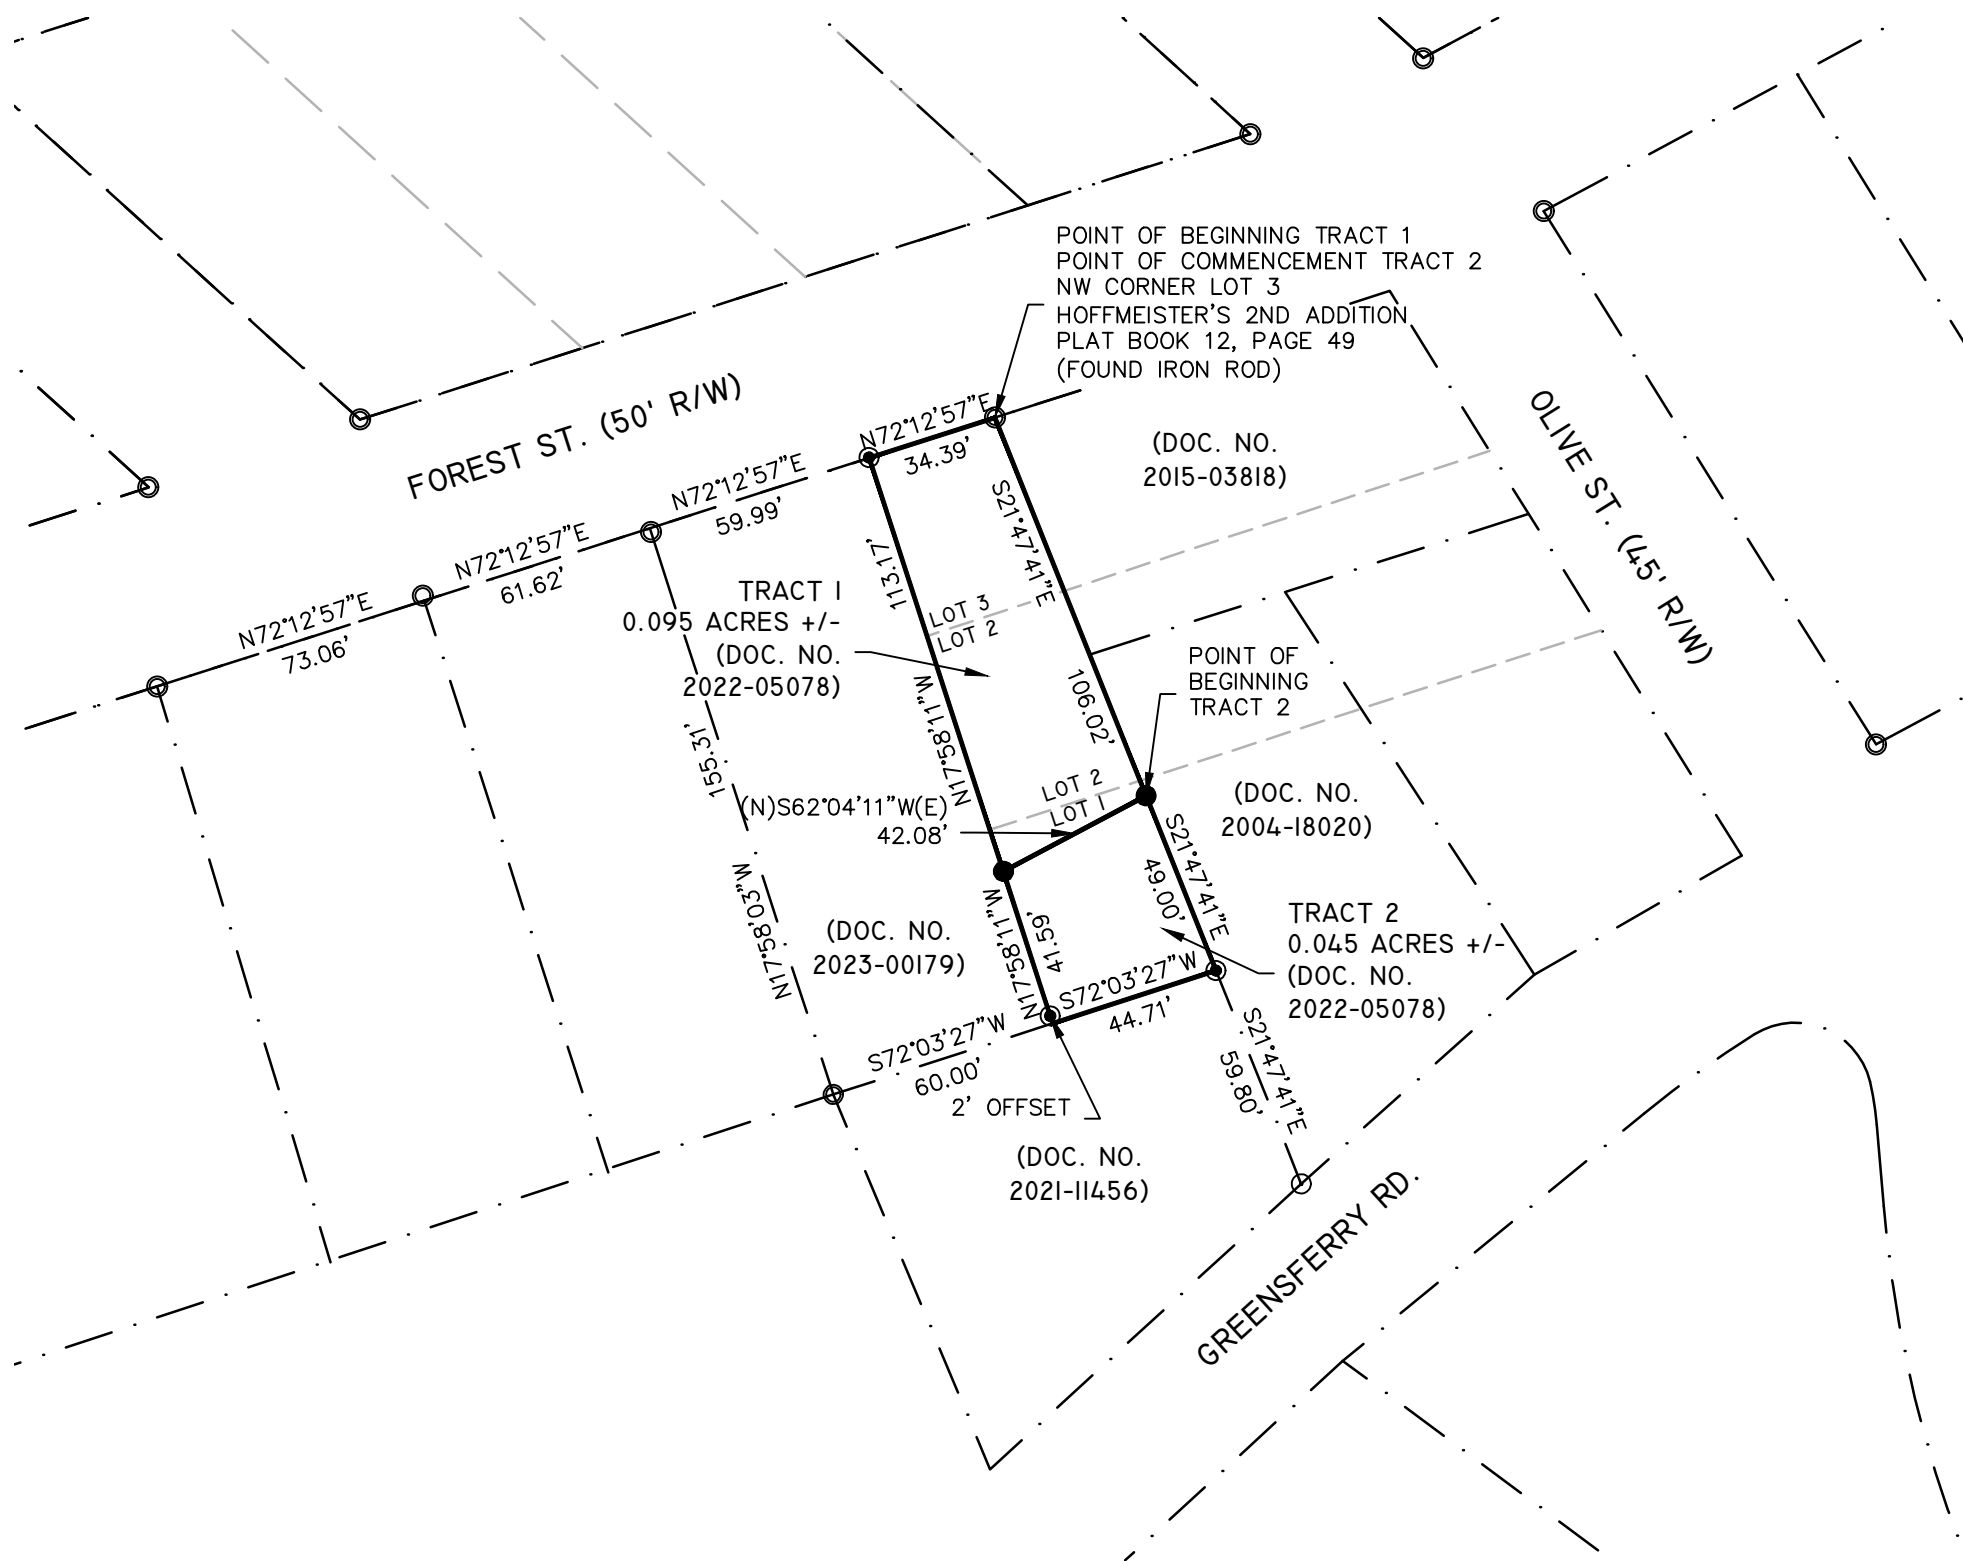 POINT OF BEGINNING TRACT 1
POINT OF COMMENCEMENT TRACT 2
NW CORNER LOT 3
HOFFMEISTER'S 2ND ADDITION
PLAT BOOK 12, PAGE 49
(FOUND IRON ROD)
FOREST ST. (50' R/W)
OLIVE ST. (45' R/W)
N72°12'57"E
34.39'
N72°12'57"E
59.99'
N72°12'57"E
61.62'
N72°12'57"E
73.06'
(DOC. NO.
2015-03818)
S21°47'41"E
106.02'
113.17'
N17°58'11"W
TRACT 1
0.095 ACRES +/-
(DOC. NO.
2022-05078)
LOT 3
LOT 2
POINT OF
BEGINNING
TRACT 2
155.31'
N17°58'03"W
LOT 2
LOT 1
(N)S62°04'11"W(E)
42.08'
(DOC. NO.
2004-18020)
S21°47'41"E
49.00'
N17°58'11"W
41.59'
(DOC. NO.
2023-00179)
TRACT 2
0.045 ACRES +/-
(DOC. NO.
2022-05078)
S72°03'27"W
44.71'
S72°03'27"W
60.00'
S21°47'41"E
59.80'
2' OFFSET
(DOC. NO.
2021-11456)
GREENSFERRY RD.